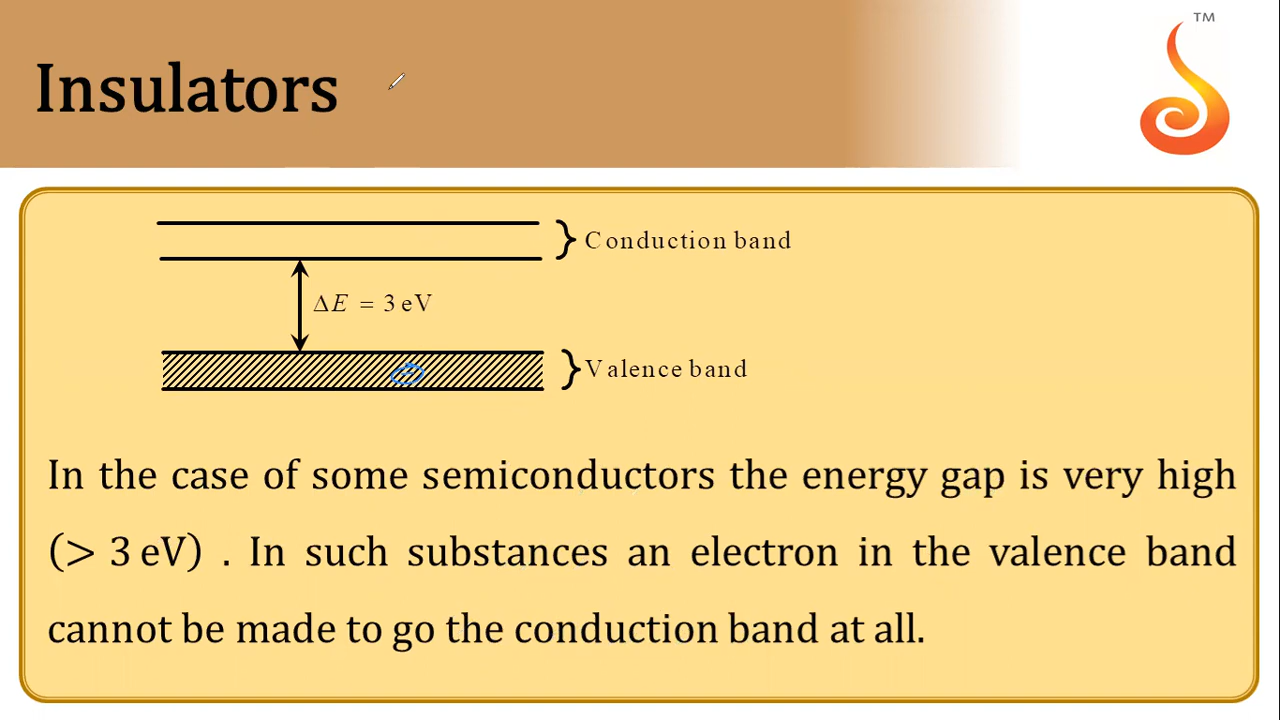 TM
Insulators
Conduction band
ΔE = 3 eV
Valence band
In the case of some semiconductors the energy gap is very high
(> 3 eV) . In such substances an electron in the valence band
cannot be made to go the conduction band at all.